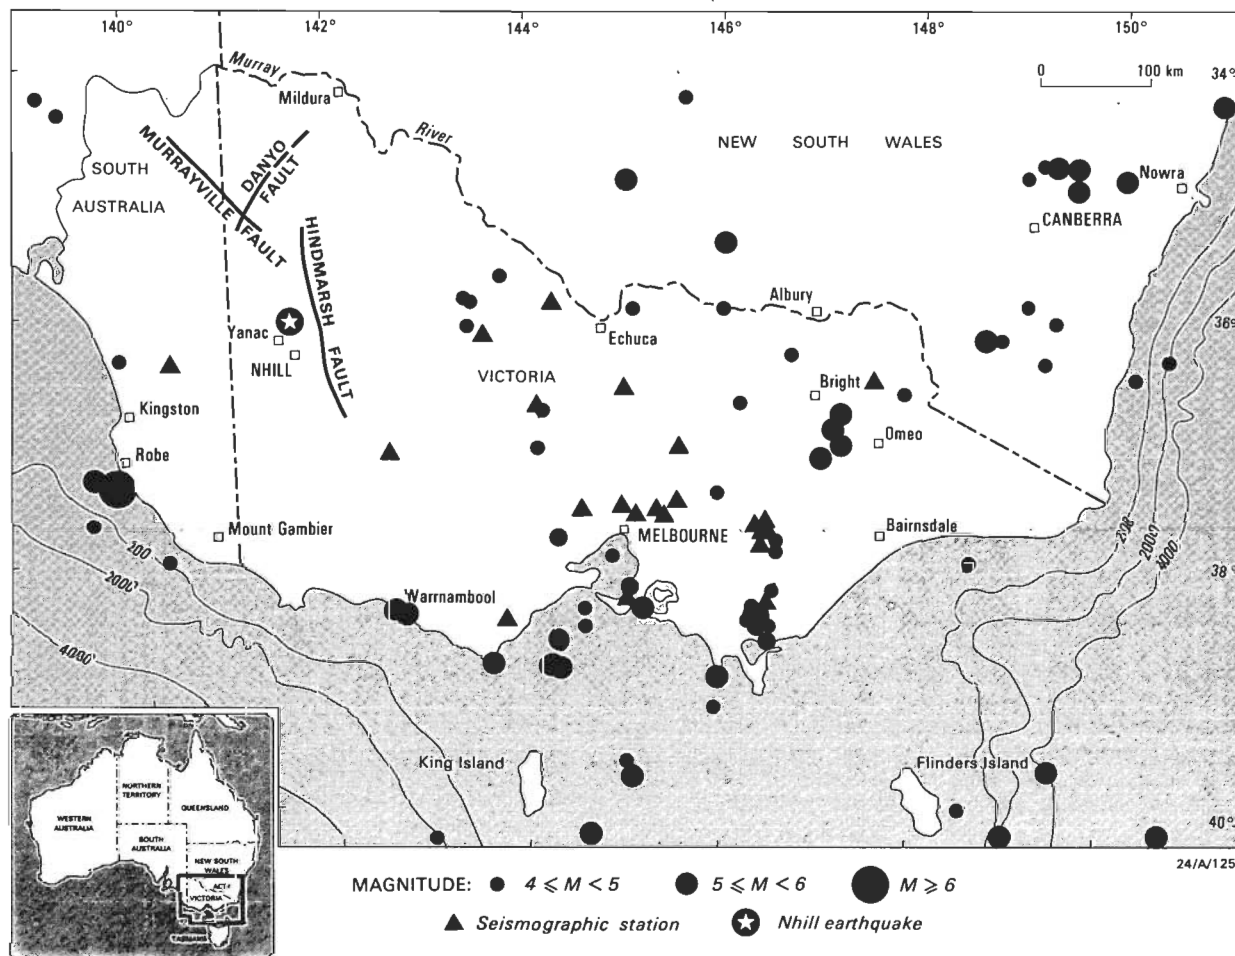 140° 142° 144° 146° 148° 150°
34°
0 100 km
Murray
Mildura
River
NEW SOUTH WALES
MURRAYVILLE FAULT
DANYO FAULT
SOUTH
AUSTRALIA
Nowra
CANBERRA
HINDMARSH FAULT
Albury
36°
Yanac
Echuca
NHILL
VICTORIA
Bright
Kingston
Omeo
Robe
Mount Gambier
MELBOURNE
Bairnsdale
200
2000
4000
200
2000
4000
38°
Warrnambool
King Island
Flinders Island
40°
NORTHERN
TERRITORY
QUEENSLAND
WESTERN
AUSTRALIA
SOUTH
AUSTRALIA
NEW SOUTH
WALES
ACT
VICTORIA
TASMANIA
24/A/125
MAGNITUDE: 4 ⩽ M < 5 5 ⩽ M < 6 M ⩾ 6
Seismographic station Nhill earthquake